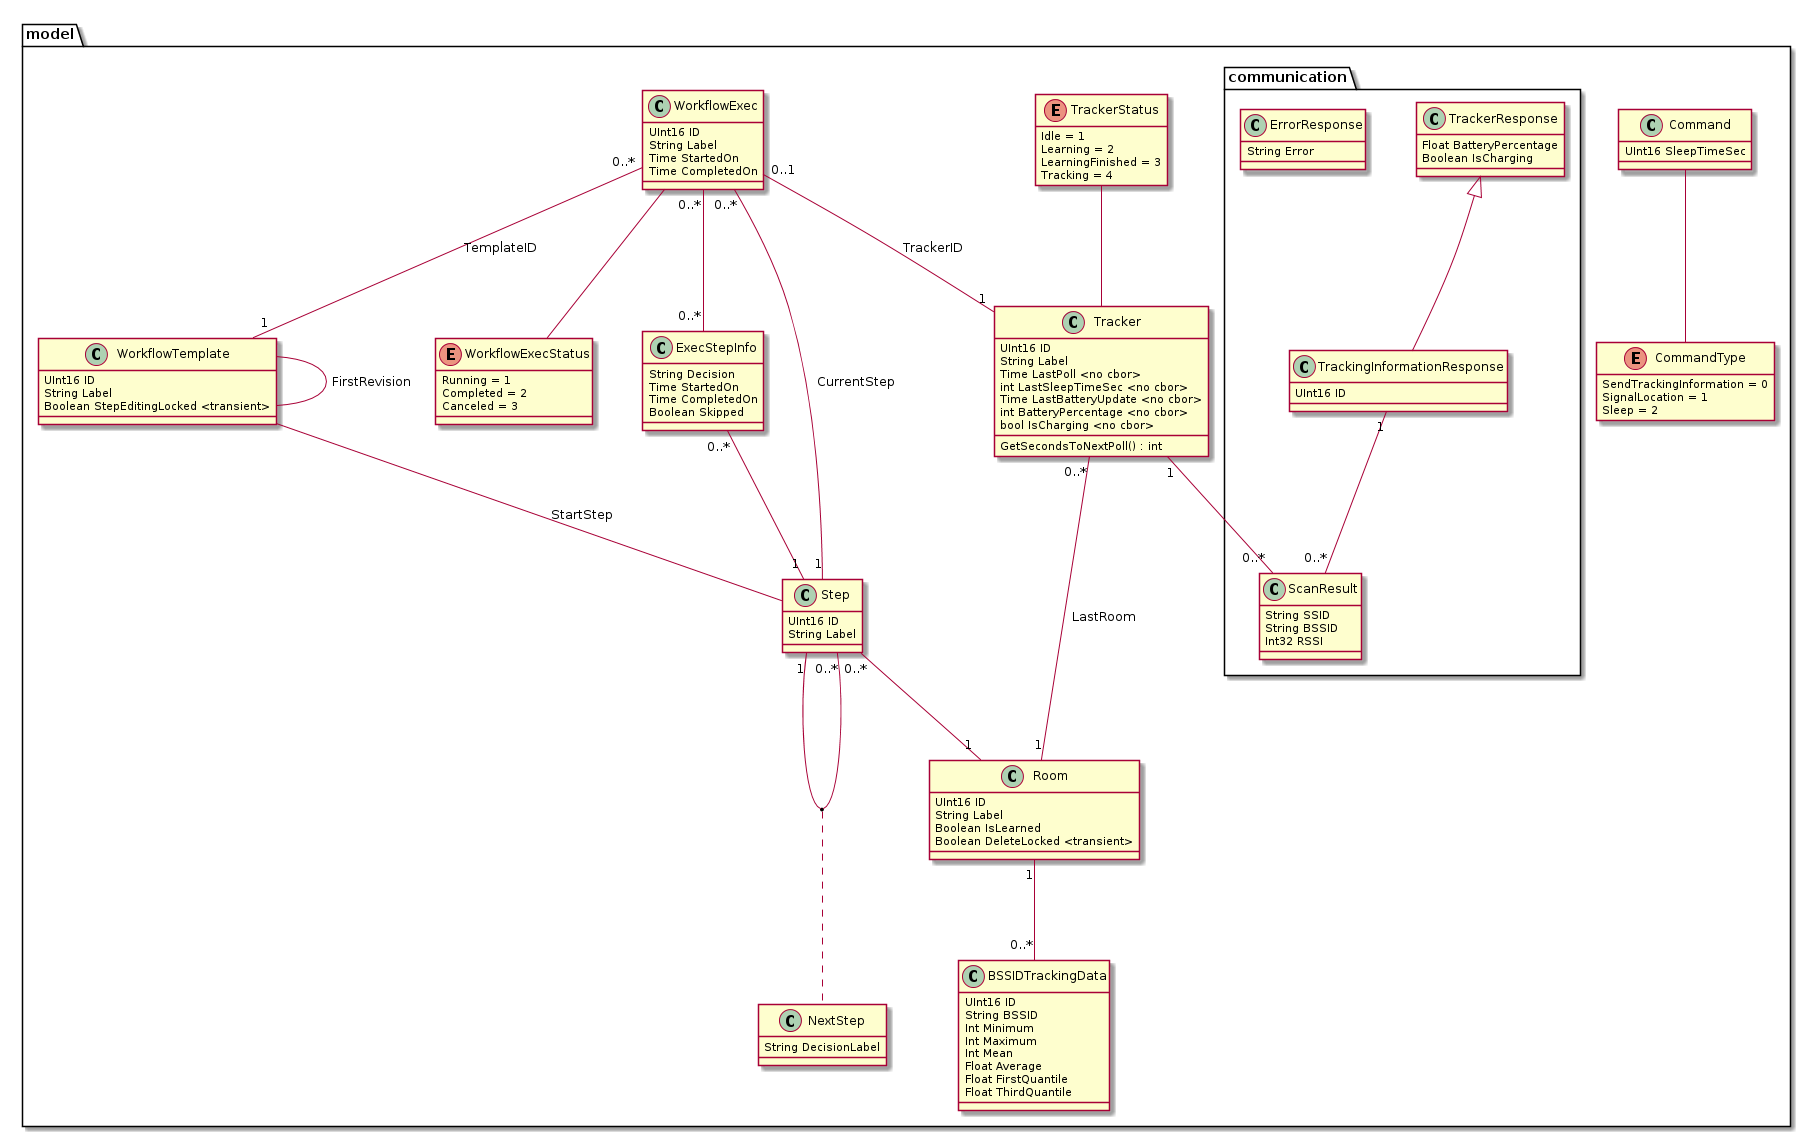 model
communication
C WorkflowExec
UInt16 ID
String Label
Time StartedOn
Time CompletedOn
E TrackerStatus
Idle = 1
Learning = 2
LearningFinished = 3
Tracking = 4
C ErrorResponse
String Error
C TrackerResponse
Float BatteryPercentage
Boolean IsCharging
C Command
UInt16 SleepTimeSec
0..*
0..1
0..*
0..*
TemplateID
TrackerID
1
0..*
1
C WorkflowTemplate
UInt16 ID
String Label
Boolean StepEditingLocked <transient>
FirstRevision
E WorkflowExecStatus
Running = 1
Completed = 2
Canceled = 3
C ExecStepInfo
String Decision
Time StartedOn
Time CompletedOn
Boolean Skipped
CurrentStep
C Tracker
UInt16 ID
String Label
Time LastPoll <no cbor>
int LastSleepTimeSec <no cbor>
Time LastBatteryUpdate <no cbor>
int BatteryPercentage <no cbor>
bool IsCharging <no cbor>
GetSecondsToNextPoll() : int
C TrackingInformationResponse
UInt16 ID
E CommandType
SendTrackingInformation = 0
SignalLocation = 1
Sleep = 2
0..*
0..*
1
1
StartStep
1
1
0..*
0..*
C Step
UInt16 ID
String Label
LastRoom
C ScanResult
String SSID
String BSSID
Int32 RSSI
1
0..*
0..*
1
1
C Room
UInt16 ID
String Label
Boolean IsLearned
Boolean DeleteLocked <transient>
1
0..*
C NextStep
String DecisionLabel
C BSSIDTrackingData
UInt16 ID
String BSSID
Int Minimum
Int Maximum
Int Mean
Float Average
Float FirstQuantile
Float ThirdQuantile